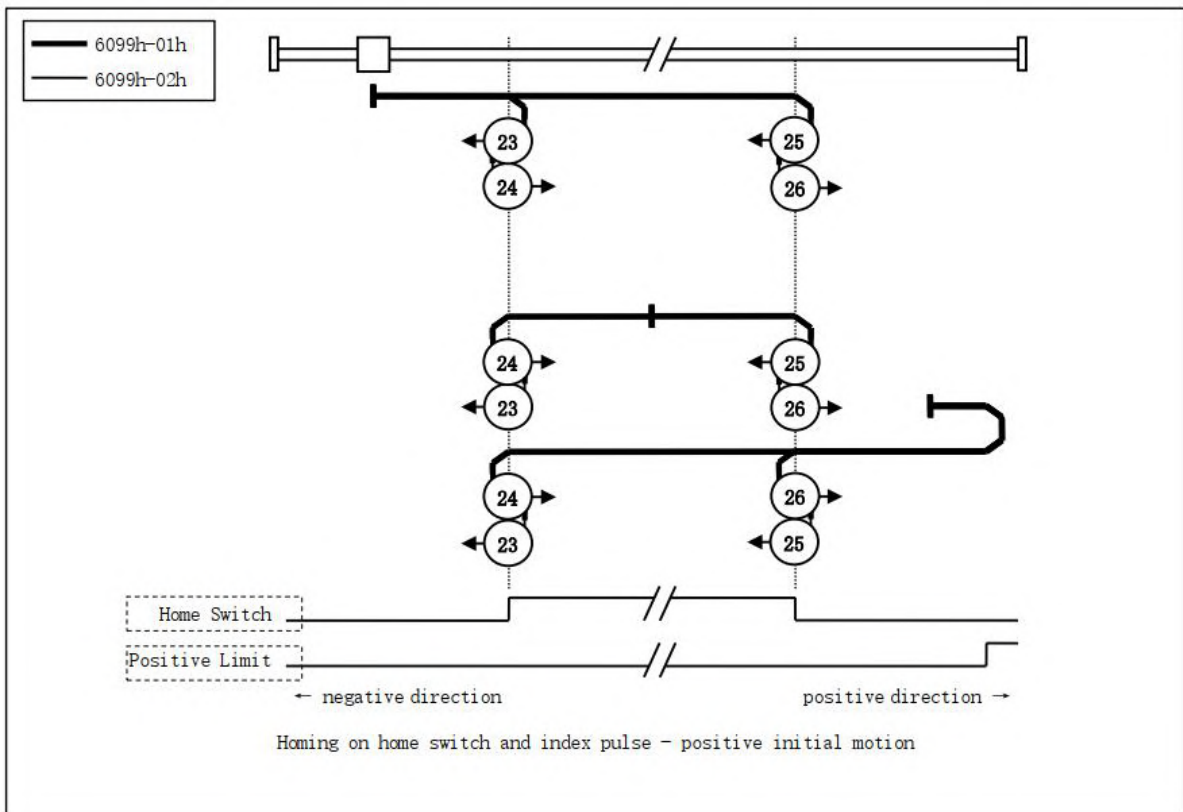 6099h-01h
6099h-02h
23
25
24
26
24
25
23
26
24
26
23
25
Home Switch
Positive Limit
← negative direction
positive direction →
Homing on home switch and index pulse - positive initial motion